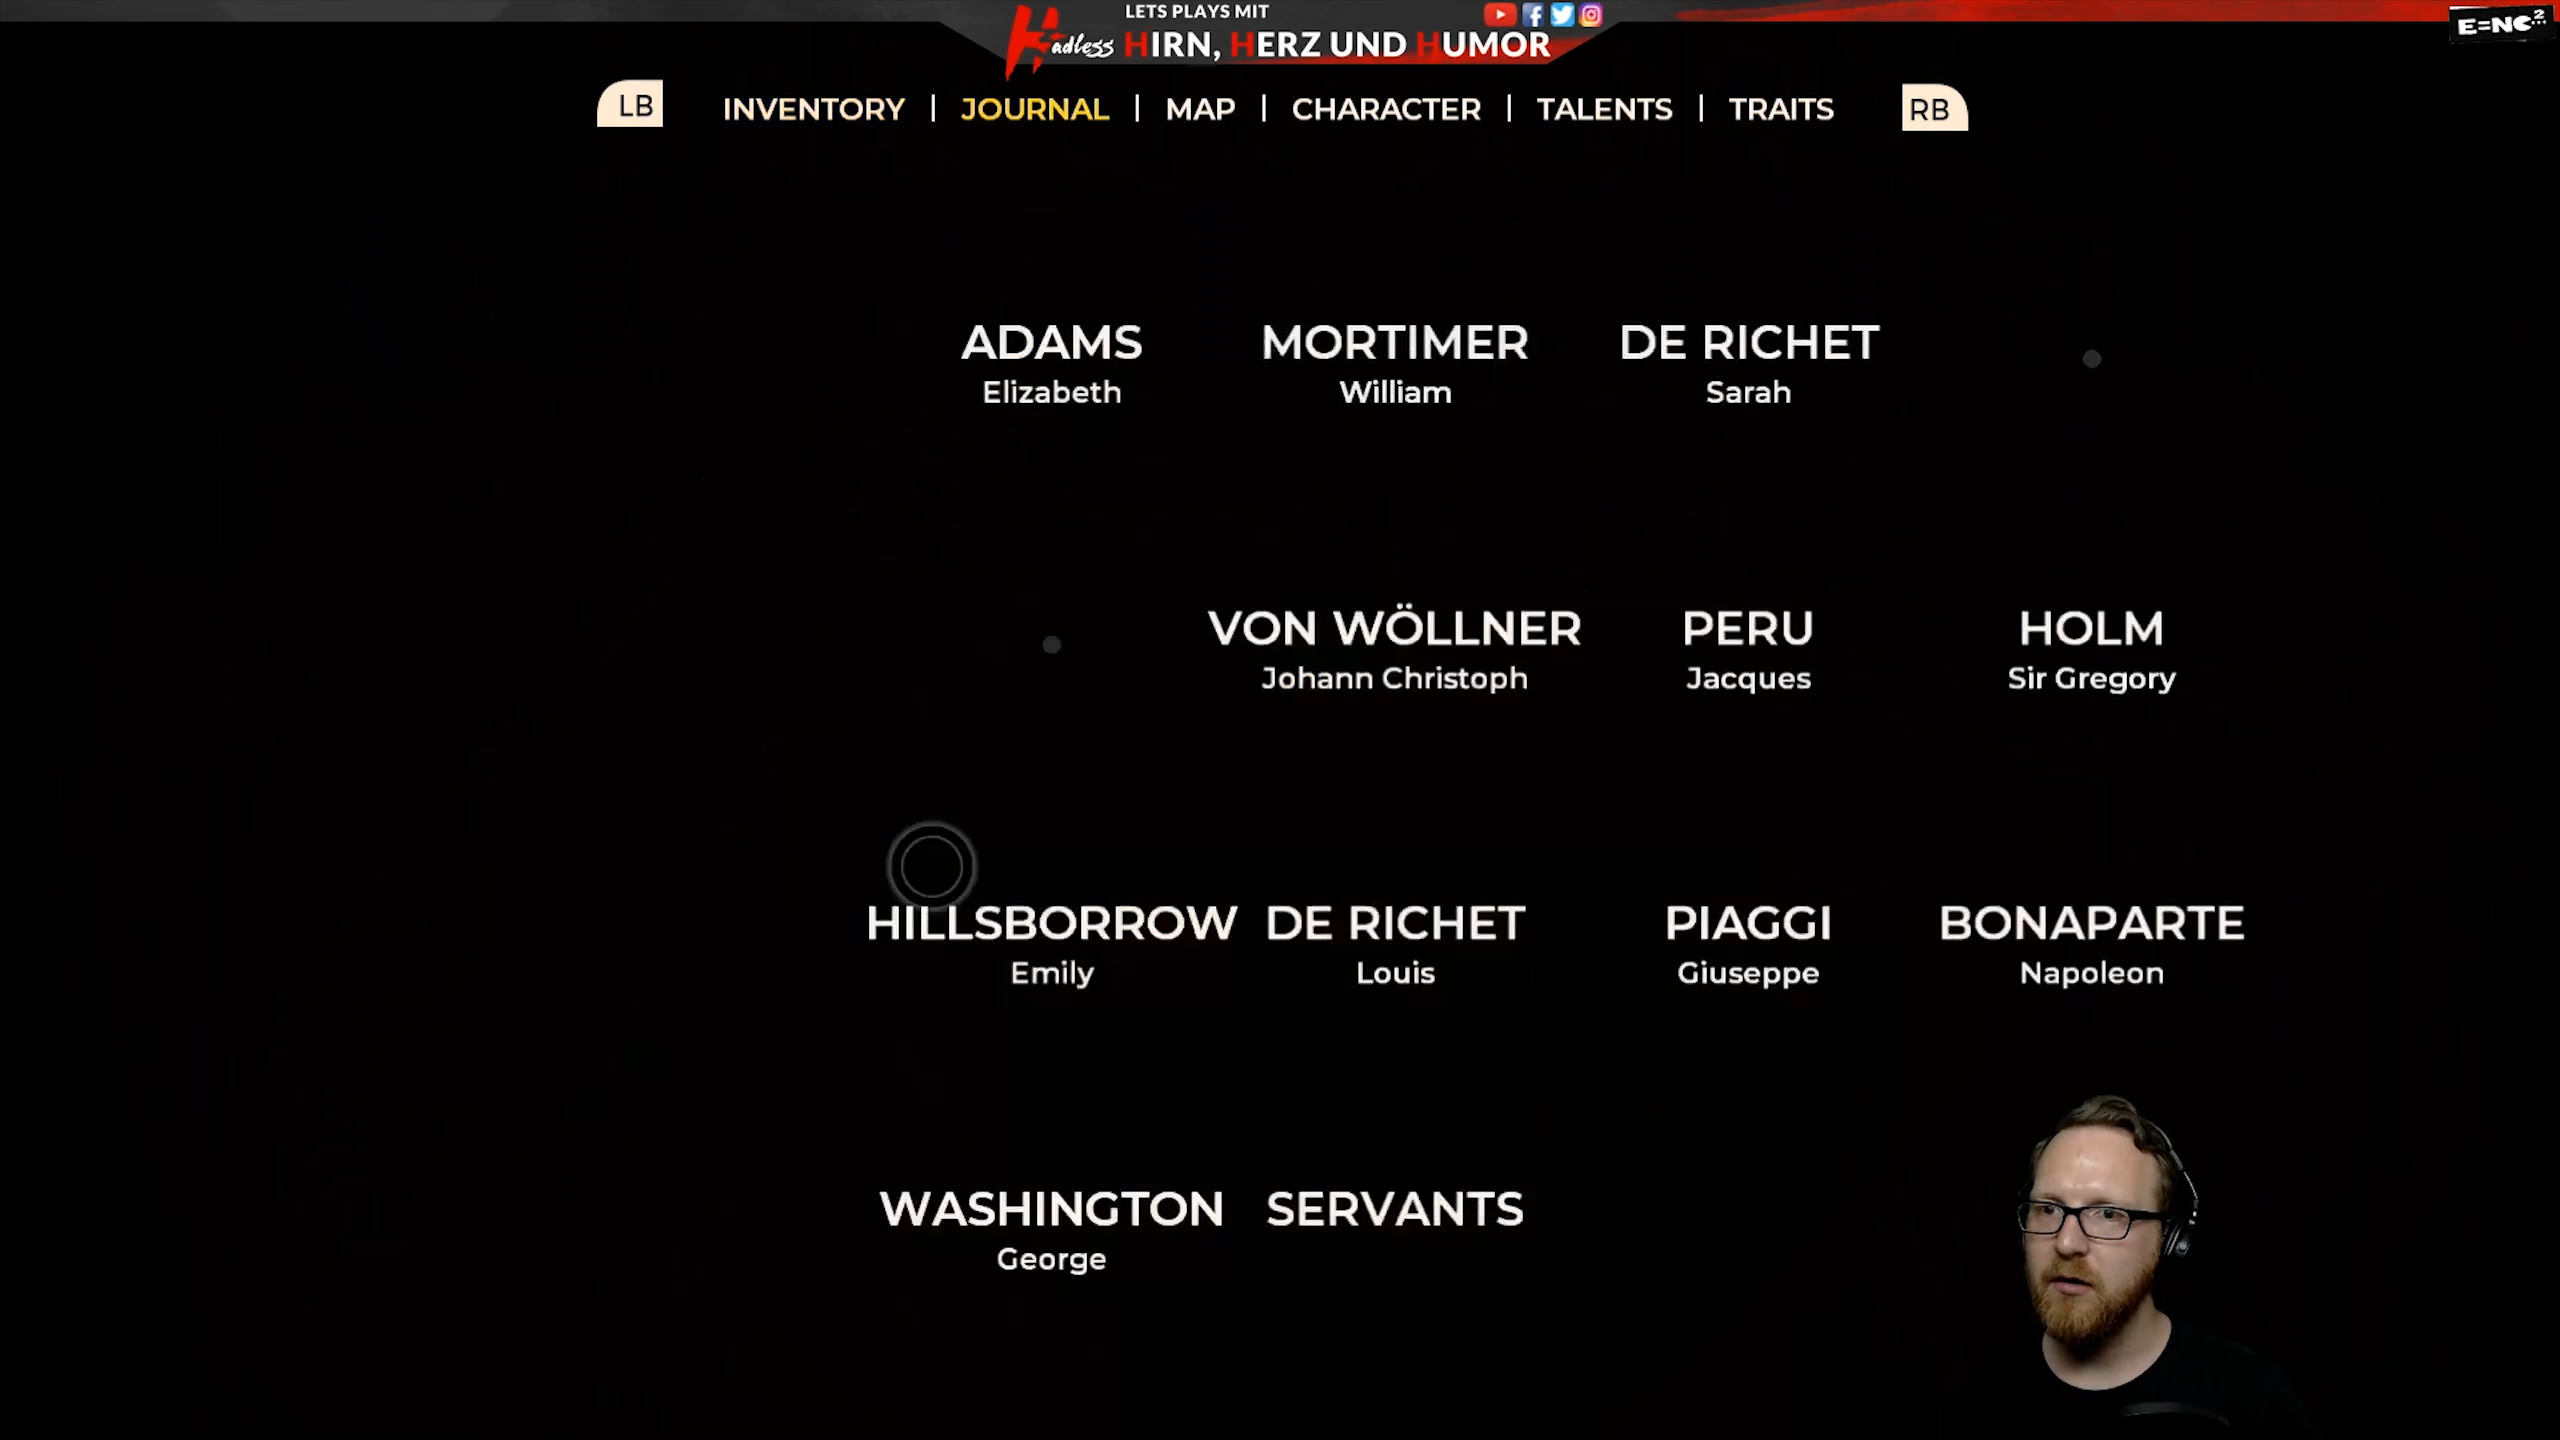 LETS PLAYS MIT
Hadless HIRN, HERZ UND HUMOR
E=NC²...
LB INVENTORY | JOURNAL | MAP | CHARACTER | TALENTS | TRAITS RB
ADAMS MORTIMER DE RICHET
Elizabeth William Sarah
VON WÖLLNER PERU HOLM
Johann Christoph Jacques Sir Gregory
HILLSBORROW DE RICHET PIAGGI BONAPARTE
Emily Louis Giuseppe Napoleon
WASHINGTON SERVANTS
George